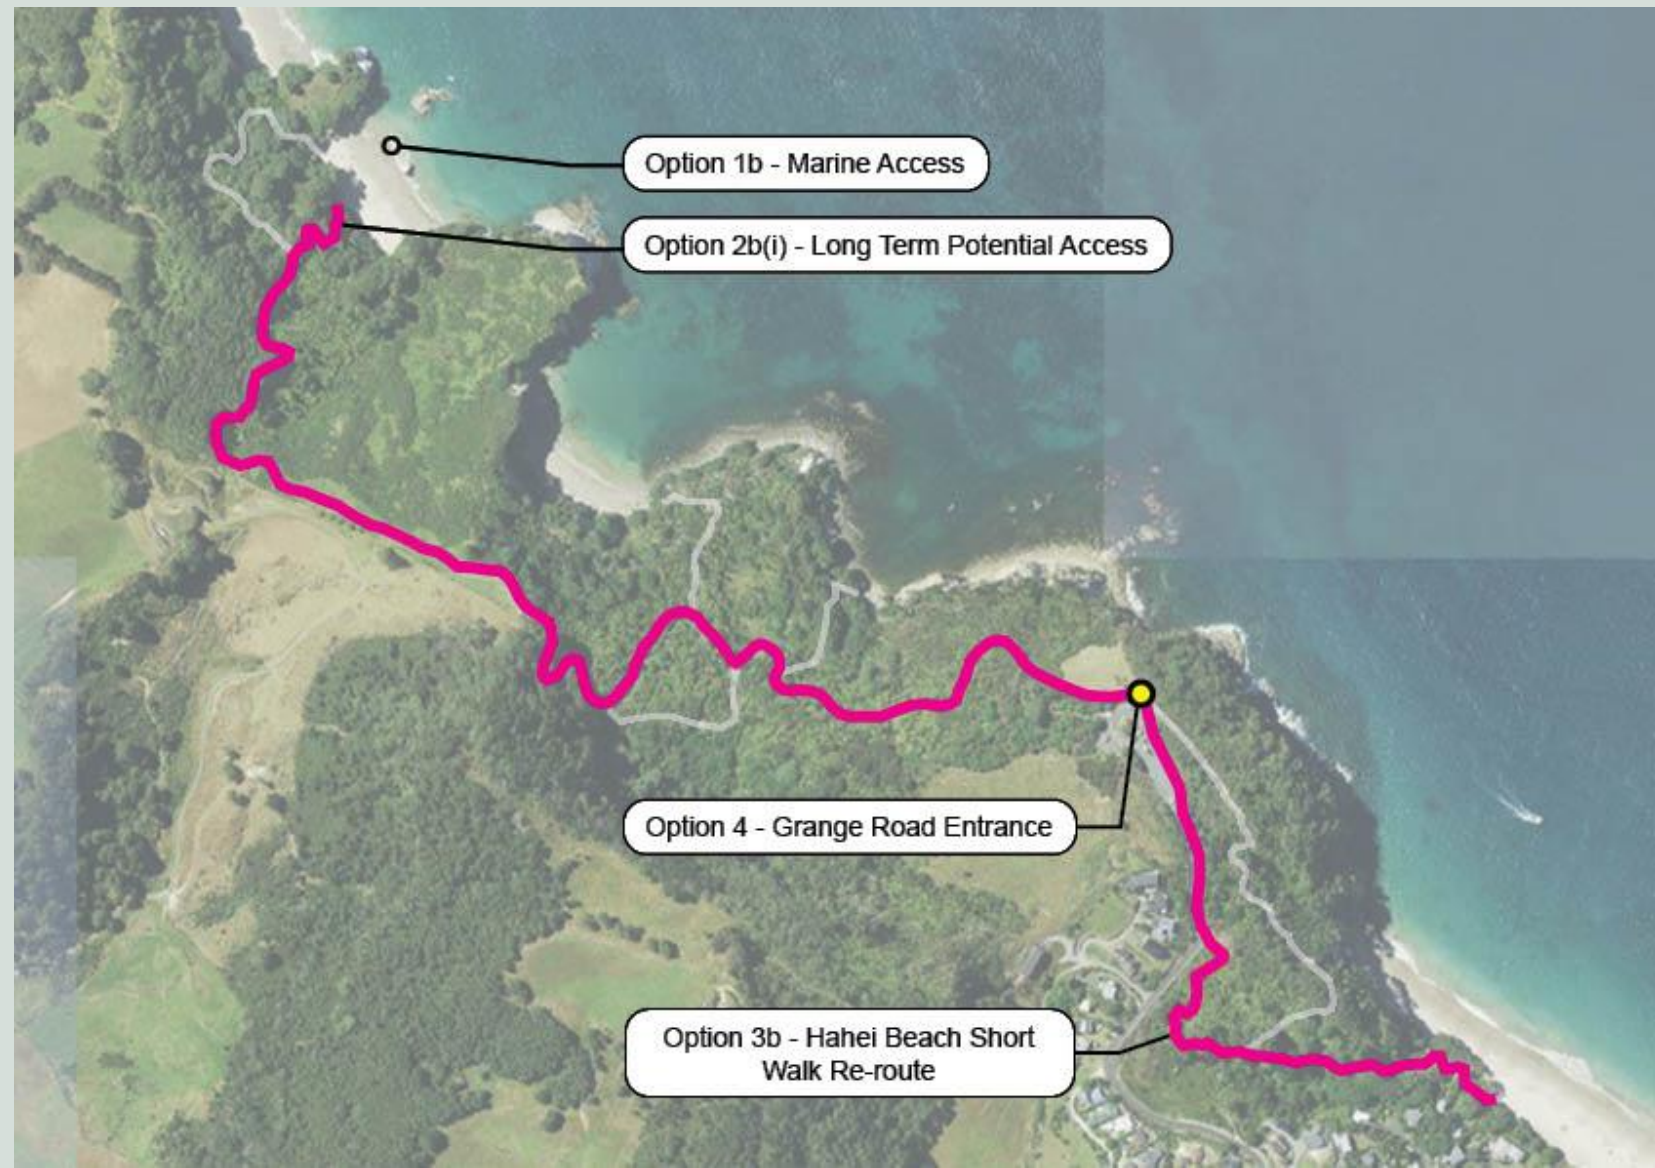 Option 1b - Marine Access
Option 2b(i) - Long Term Potential Access
Option 4 - Grange Road Entrance
Option 3b - Hahei Beach Short
Walk Re-route